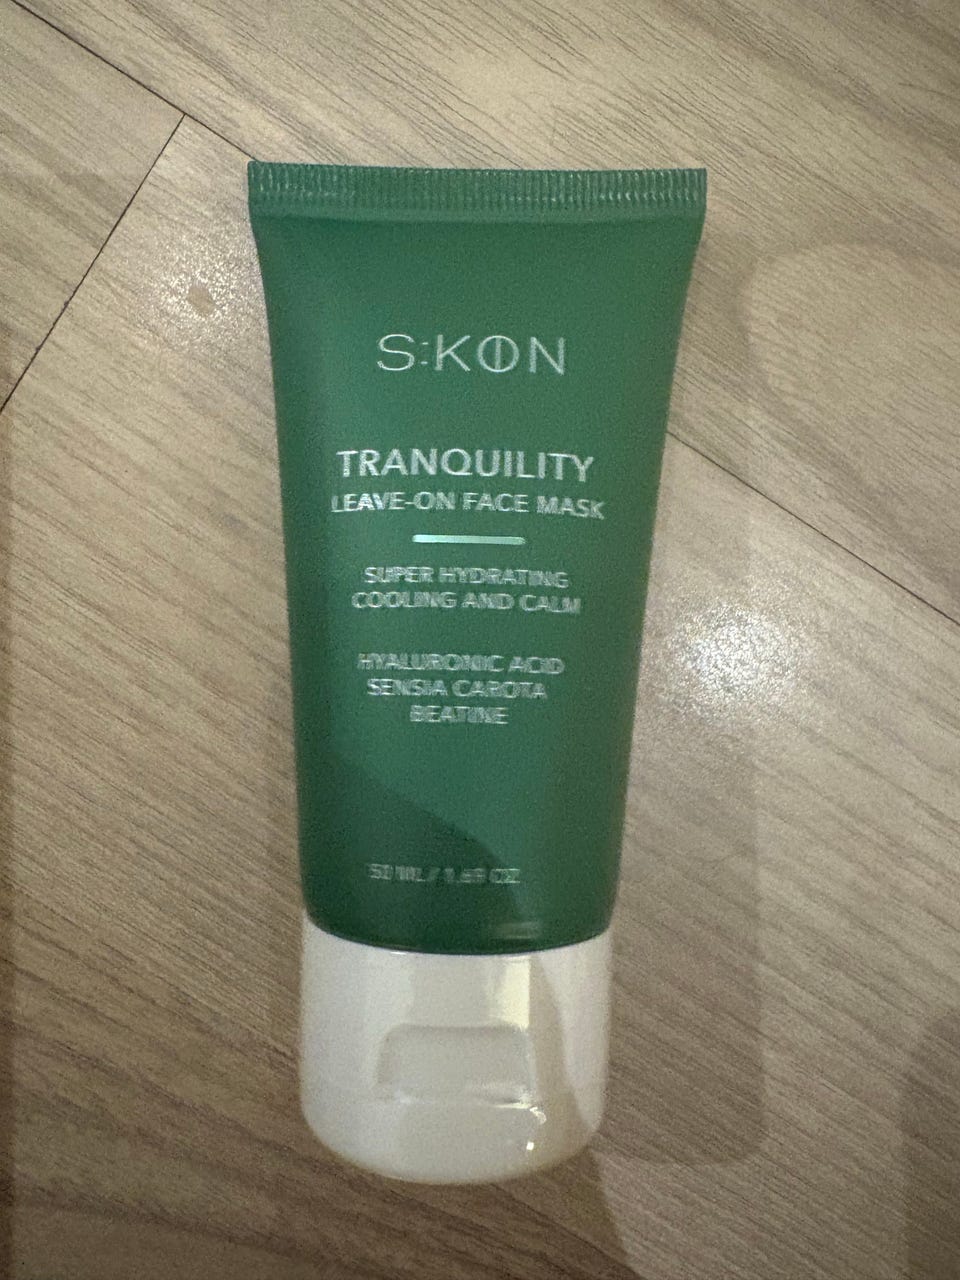 S:KON
TRANQUILITY
LEAVE-ON FACE MASK
SUPER HYDRATING
COOLING AND CALM
HYALURONIC ACID
SENSIA CAROTA
BEATINE
50 ML / 1.69 OZ